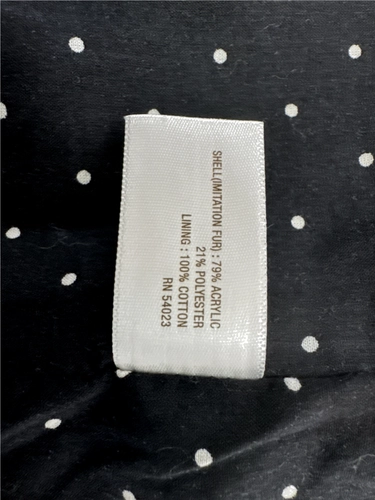 SHELL(IMITATION FUR) : 79% ACRYLIC
21% POLYESTER
LINING : 100% COTTON
RN 54023